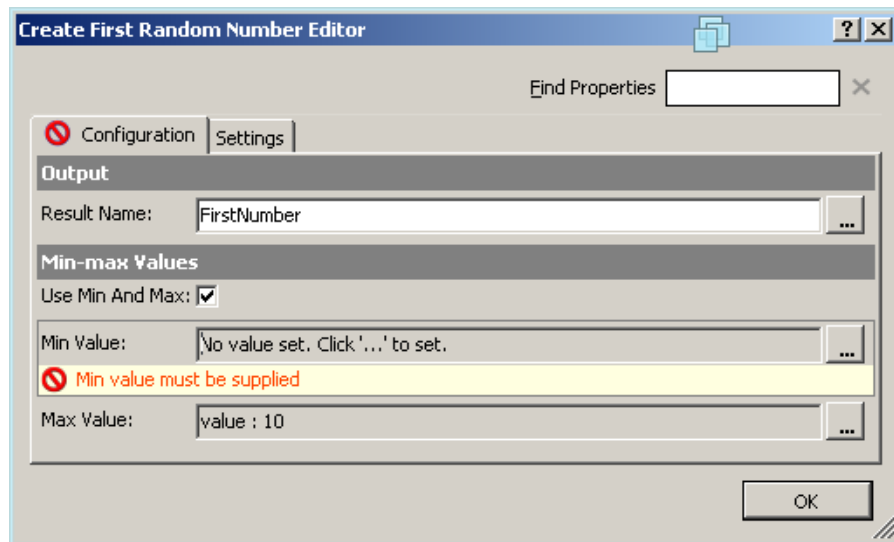 Create First Random Number Editor
Find Properties
Configuration
Settings
Output
Result Name: FirstNumber ...
Min-max Values
Use Min And Max:
Min Value: No value set. Click '...' to set. ...
Min value must be supplied
Max Value: value : 10 ...
OK